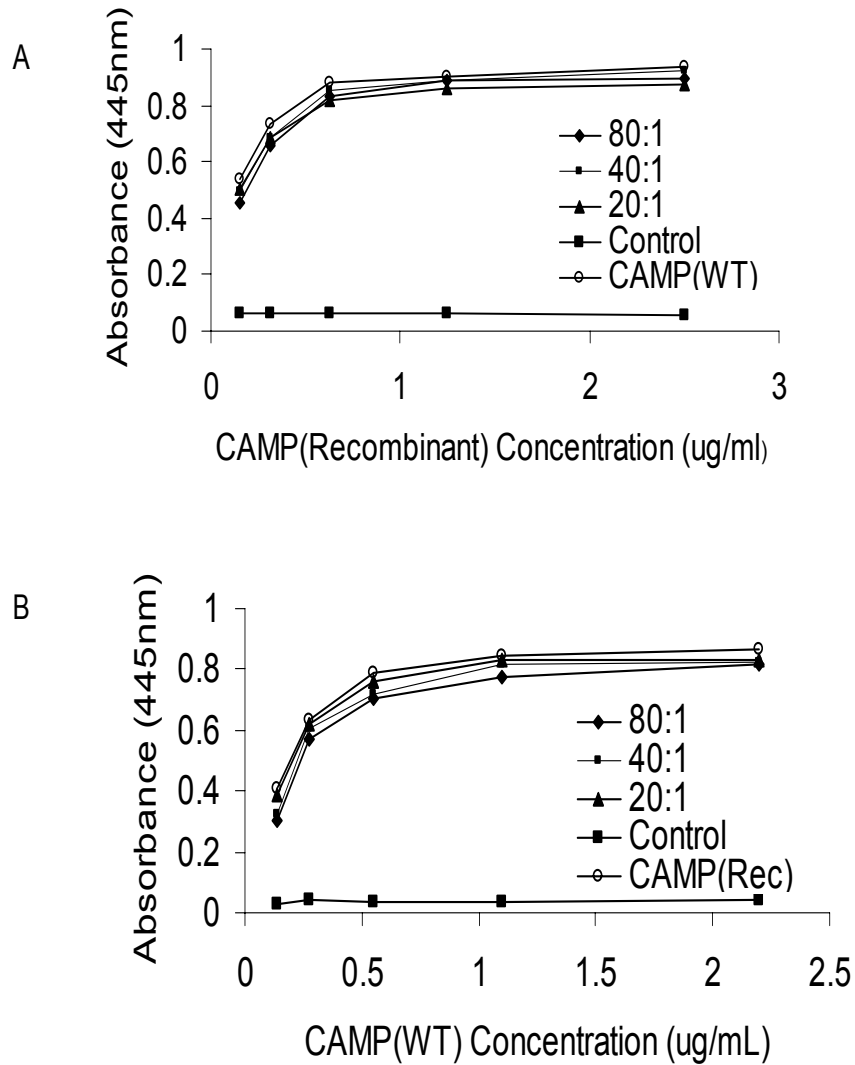 A
Absorbance (445nm)
1
0.8
0.6
0.4
0.2
0
80:1
40:1
20:1
Control
CAMP(WT)
0 1 2 3
CAMP(Recombinant) Concentration (ug/ml)
B
Absorbance (445nm)
1
0.8
0.6
0.4
0.2
0
80:1
40:1
20:1
Control
CAMP(Rec)
0 0.5 1 1.5 2 2.5
CAMP(WT) Concentration (ug/mL)